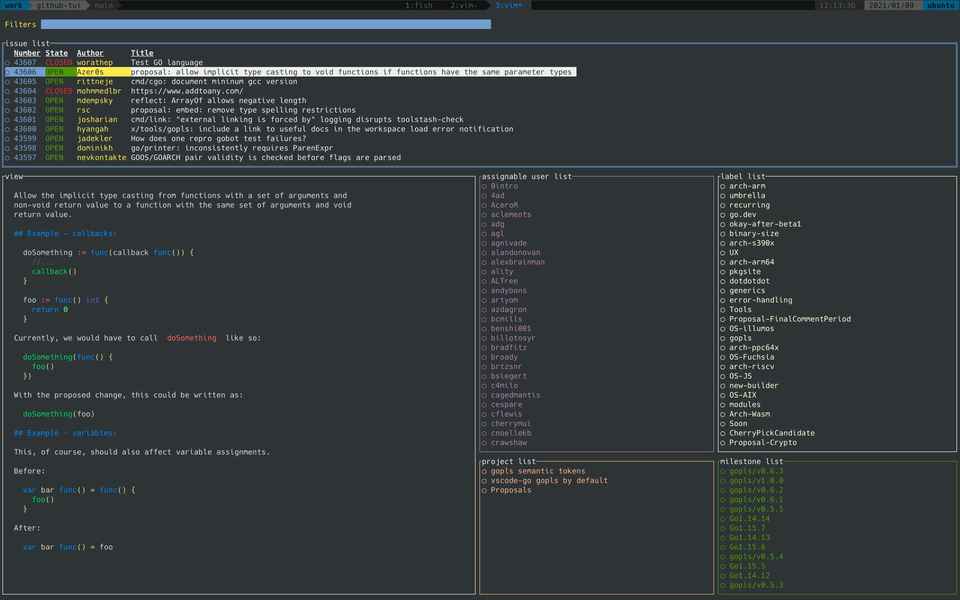 work github-tui main 1:fish 2:vim- 3:vim* 12:13:36 2021/01/09 ubuntu
Filters
issue list
Number State Author Title
○ 43607 CLOSED worathep Test GO language
○ 43606 OPEN Azer0s proposal: allow implicit type casting to void functions if functions have the same parameter types
○ 43605 OPEN rittneje cmd/cgo: document mininum gcc version
○ 43604 CLOSED mohmmedlbr https://www.addtoany.com/
○ 43603 OPEN mdempsky reflect: ArrayOf allows negative length
○ 43602 OPEN rsc proposal: embed: remove type spelling restrictions
○ 43601 OPEN josharian cmd/link: "external linking is forced by" logging disrupts toolstash-check
○ 43600 OPEN hyangah x/tools/gopls: include a link to useful docs in the workspace load error notification
○ 43599 OPEN jadekler How does one repro gobot test failures?
○ 43598 OPEN dominikh go/printer: inconsistently requires ParenExpr
○ 43597 OPEN nevkontakte GOOS/GOARCH pair validity is checked before flags are parsed
view
Allow the implicit type casting from functions with a set of arguments and
non-void return value to a function with the same set of arguments and void
return value.
## Example - callbacks:
doSomething := func(callback func()) {
//...
callback()
}
foo := func() int {
return 0
}
Currently, we would have to call doSomething like so:
doSomething(func() {
foo()
})
With the proposed change, this could be written as:
doSomething(foo)
## Example - variables:
This, of course, should also affect variable assignments.
Before:
var bar func() = func() {
foo()
}
After:
var bar func() = foo
assignable user list
○ 0intro
○ 4ad
○ AceroM
○ aclements
○ adg
○ agl
○ agnivade
○ alandonovan
○ alexbrainman
○ ality
○ ALTree
○ andybons
○ artyom
○ azdagron
○ bcmills
○ benshi001
○ billotosyr
○ bradfitz
○ broady
○ brtzsnr
○ bsiegert
○ c4milo
○ cagedmantis
○ cespare
○ cflewis
○ cherrymui
○ cnoellekb
○ crawshaw
label list
○ arch-arm
○ umbrella
○ recurring
○ go.dev
○ okay-after-beta1
○ binary-size
○ arch-s390x
○ UX
○ arch-arm64
○ pkgsite
○ dotdotdot
○ generics
○ error-handling
○ Tools
○ Proposal-FinalCommentPeriod
○ OS-illumos
○ gopls
○ arch-ppc64x
○ OS-Fuchsia
○ arch-riscv
○ OS-JS
○ new-builder
○ OS-AIX
○ modules
○ Arch-Wasm
○ Soon
○ CherryPickCandidate
○ Proposal-Crypto
project list
○ gopls semantic tokens
○ vscode-go gopls by default
○ Proposals
milestone list
○ gopls/v0.6.3
○ gopls/v1.0.0
○ gopls/v0.6.2
○ gopls/v0.6.1
○ gopls/v0.5.5
○ Go1.14.14
○ Go1.15.7
○ Go1.14.13
○ Go1.15.6
○ gopls/v0.5.4
○ Go1.15.5
○ Go1.14.12
○ gopls/v0.5.3